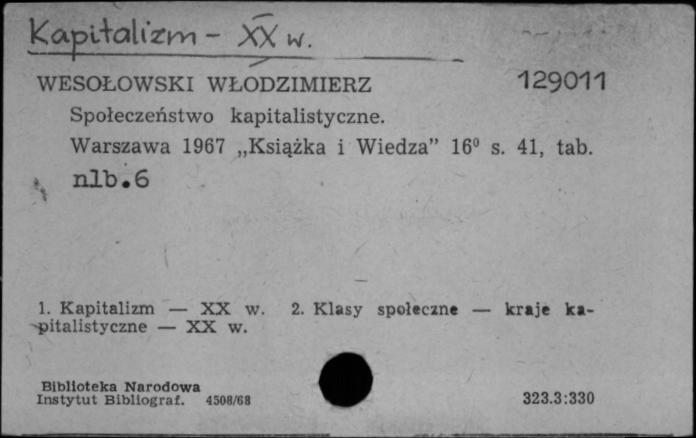 Kapitalizm - XX w.
WESOŁOWSKI WŁODZIMIERZ 129011
Społeczeństwo kapitalistyczne.
Warszawa 1967 „Książka i Wiedza” 16⁰ s. 41, tab.
nlb.6
1. Kapitalizm — XX w. 2. Klasy społeczne — kraje ka-
pitalistyczne — XX w.
Biblioteka Narodowa
Instytut Bibliograf. 4508/68 323.3:330